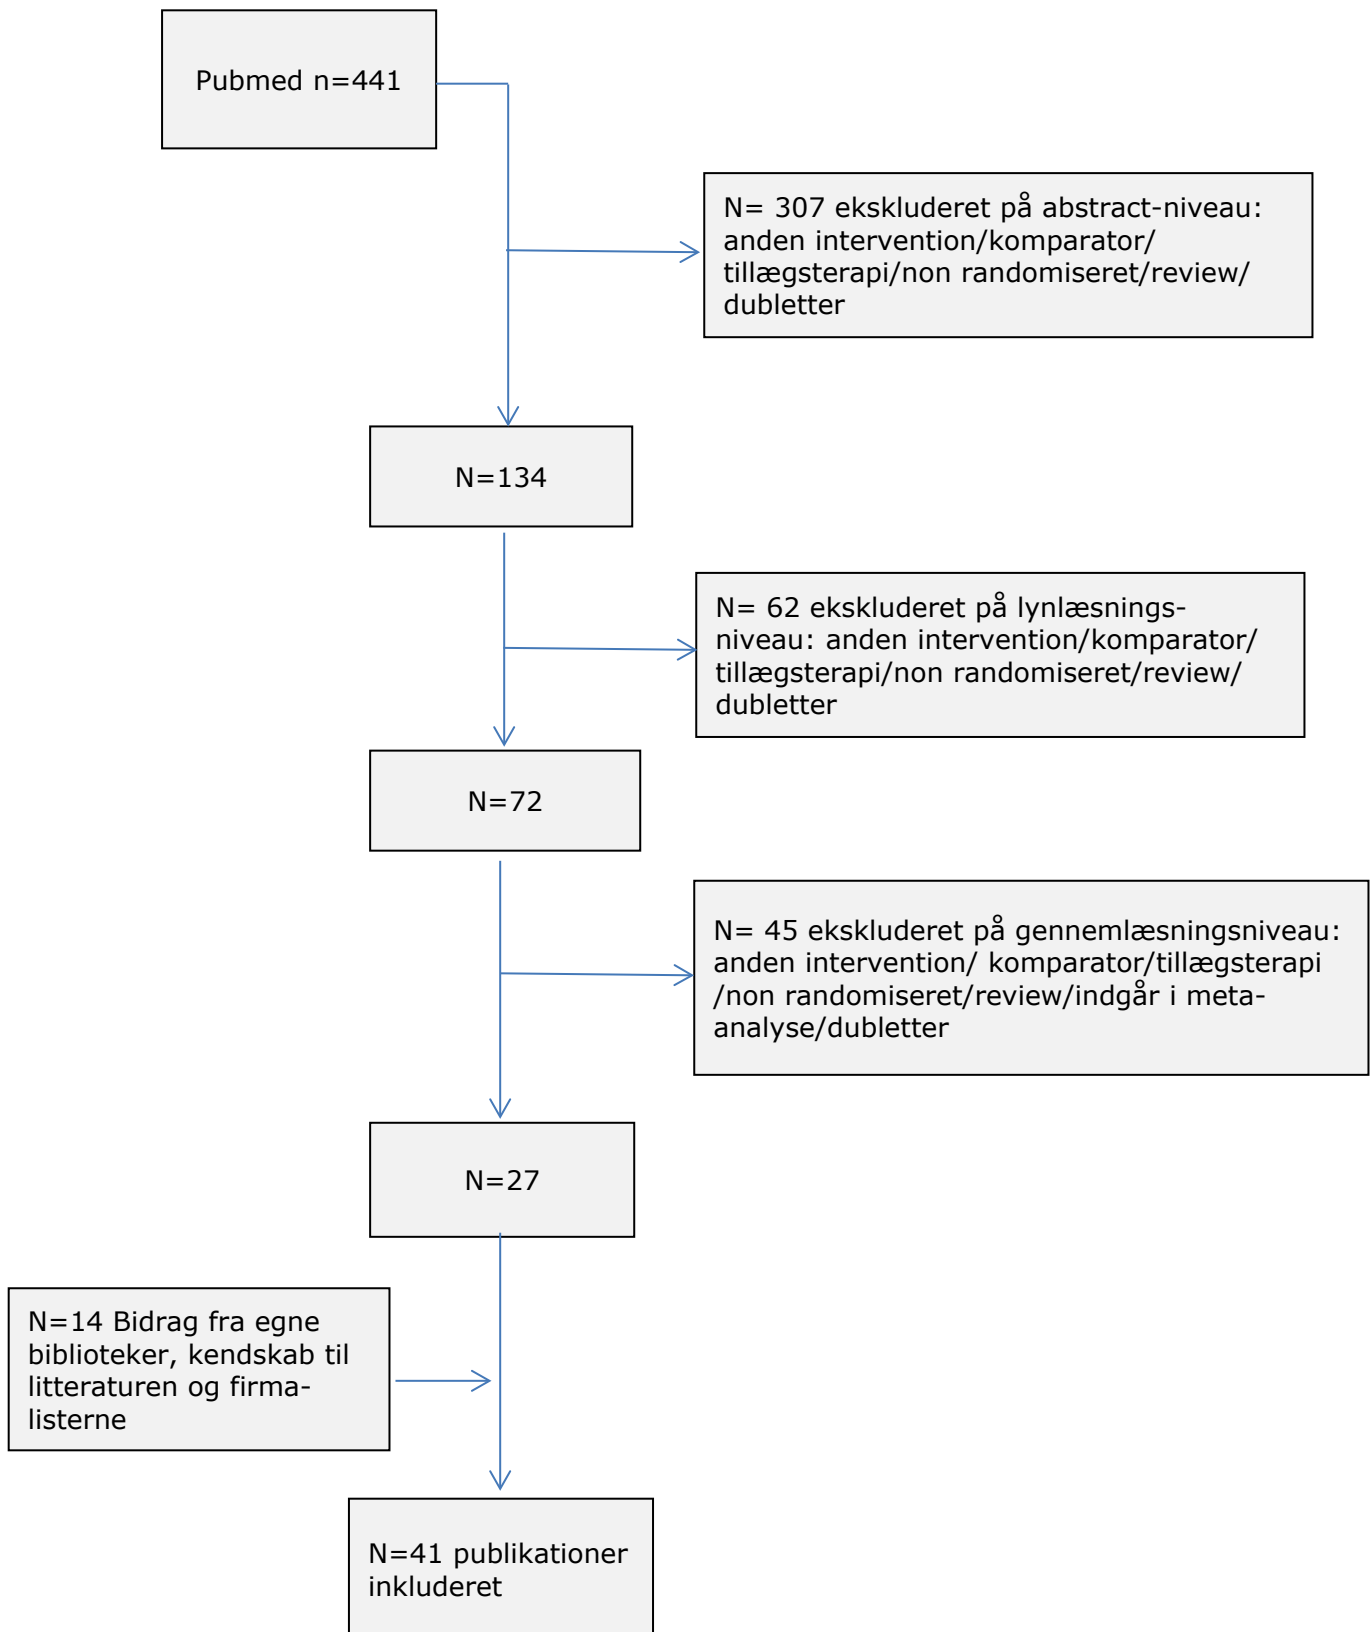 Pubmed n=441
N= 307 ekskluderet på abstract-niveau:
anden intervention/komparator/
tillægsterapi/non randomiseret/review/
dubletter
N=134
N= 62 ekskluderet på lynlæsnings-
niveau: anden intervention/komparator/
tillægsterapi/non randomiseret/review/
dubletter
N=72
N= 45 ekskluderet på gennemlæsningsniveau:
anden intervention/ komparator/tillægsterapi
/non randomiseret/review/indgår i meta-
analyse/dubletter
N=27
N=14 Bidrag fra egne
biblioteker, kendskab til
litteraturen og firma-
listerne
N=41 publikationer
inkluderet